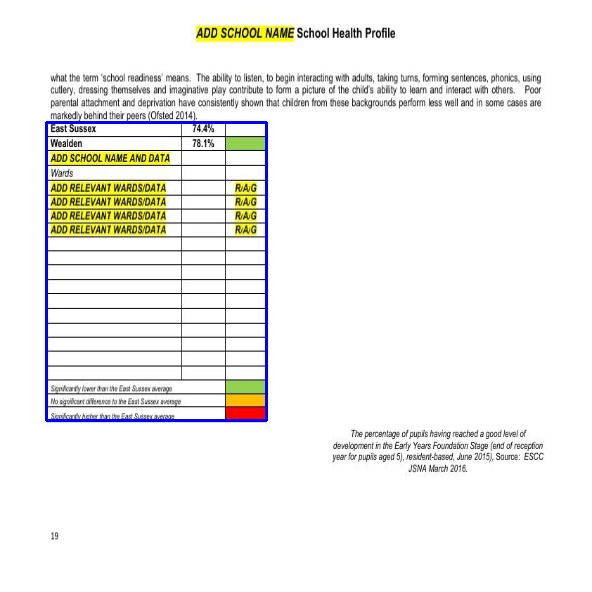 ADD SCHOOL NAME School Health Profile
what the term 'school readiness' means. The ability to listen, to begin interacting with adults, taking turns, forming sentences, phonics, using
cutlery, dressing themselves and imaginative play contribute to form a picture of the child's ability to learn and interact with others. Poor
parental attachment and deprivation have consistently shown that children from these backgrounds perform less well and in some cases are
markedly behind their peers (Ofsted 2014).
East Sussex 74.4%
Wealden 78.1%
ADD SCHOOL NAME AND DATA
Wards
ADD RELEVANT WARDS/DATA R/A/G
ADD RELEVANT WARDS/DATA R/A/G
ADD RELEVANT WARDS/DATA R/A/G
ADD RELEVANT WARDS/DATA R/A/G
Significantly lower than the East Sussex average
No significant difference to the East Sussex average
Significantly higher than the East Sussex average
The percentage of pupils having reached a good level of
development in the Early Years Foundation Stage (end of reception
year for pupils aged 5), resident-based, June 2015), Source: ESCC
JSNA March 2016.
19